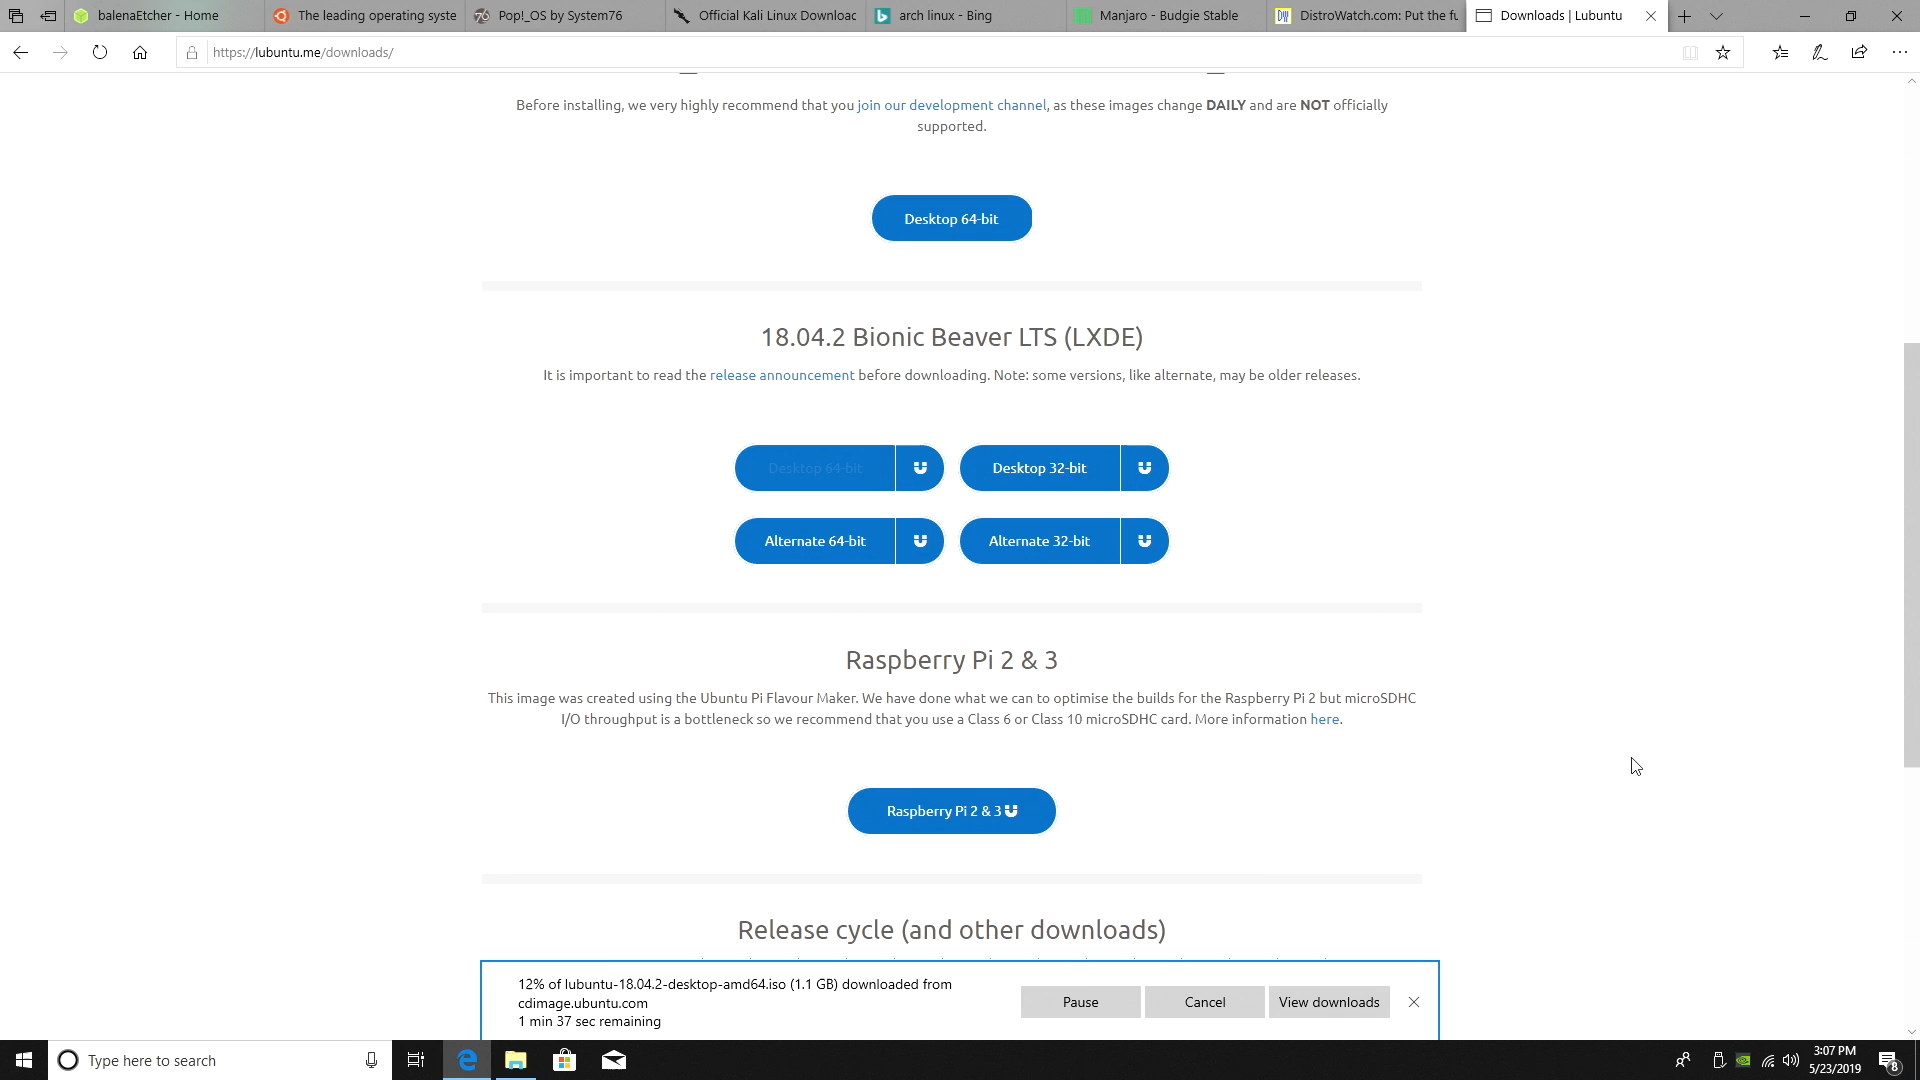 balenaEtcher - Home
The leading operating syste
Pop!_OS by System76
Official Kali Linux Downloac
arch linux - Bing
Manjaro - Budgie Stable
DistroWatch.com: Put the fu
Downloads | Lubuntu
https://lubuntu.me/downloads/
Before installing, we very highly recommend that you join our development channel, as these images change DAILY and are NOT officially
supported.
Desktop 64-bit
18.04.2 Bionic Beaver LTS (LXDE)
It is important to read the release announcement before downloading. Note: some versions, like alternate, may be older releases.
Desktop 64-bit
Desktop 32-bit
Alternate 64-bit
Alternate 32-bit
Raspberry Pi 2 & 3
This image was created using the Ubuntu Pi Flavour Maker. We have done what we can to optimise the builds for the Raspberry Pi 2 but microSDHC
I/O throughput is a bottleneck so we recommend that you use a Class 6 or Class 10 microSDHC card. More information here.
Raspberry Pi 2 & 3
Release cycle (and other downloads)
12% of lubuntu-18.04.2-desktop-amd64.iso (1.1 GB) downloaded from
cdimage.ubuntu.com
1 min 37 sec remaining
Pause
Cancel
View downloads
Type here to search
3:07 PM
5/23/2019
8